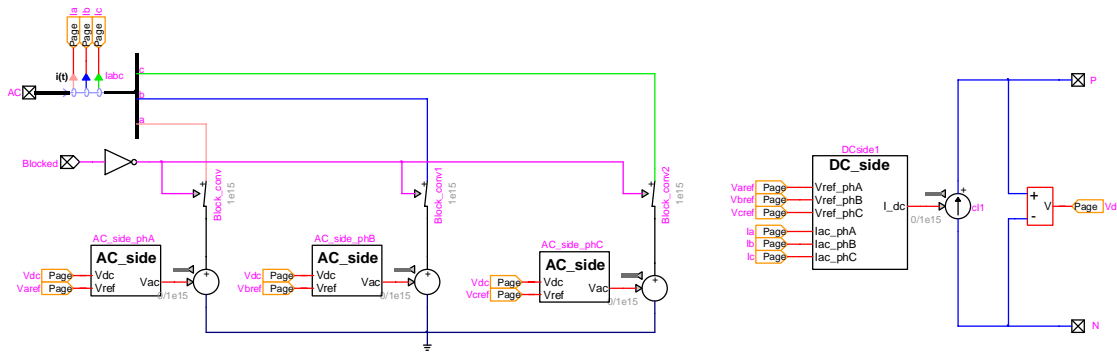 Ia
Ib
Ic
Page
Page
Page
i(t)
Iabc
AC
c
b
a
Blocked
+
Block_conv
1e15
+
Block_conv1
1e15
+
Block_conv2
1e15
AC_side_phA
AC_side
Vdc
Page
Vdc
Varef
Page
Vref
Vac
+
0/1e15
AC_side_phB
AC_side
Vdc
Page
Vdc
Vbref
Page
Vref
Vac
+
0/1e15
AC_side_phC
AC_side
Vdc
Page
Vdc
Vcref
Page
Vref
Vac
+
0/1e15
DCside1
DC_side
Varef
Page
Vref_phA
Vbref
Page
Vref_phB
Vcref
Page
Vref_phC
Ia
Page
Iac_phA
Ib
Page
Iac_phB
Ic
Page
Iac_phC
I_dc
0/1e15
+
cI1
P
+
-
V
Page
Vd
N